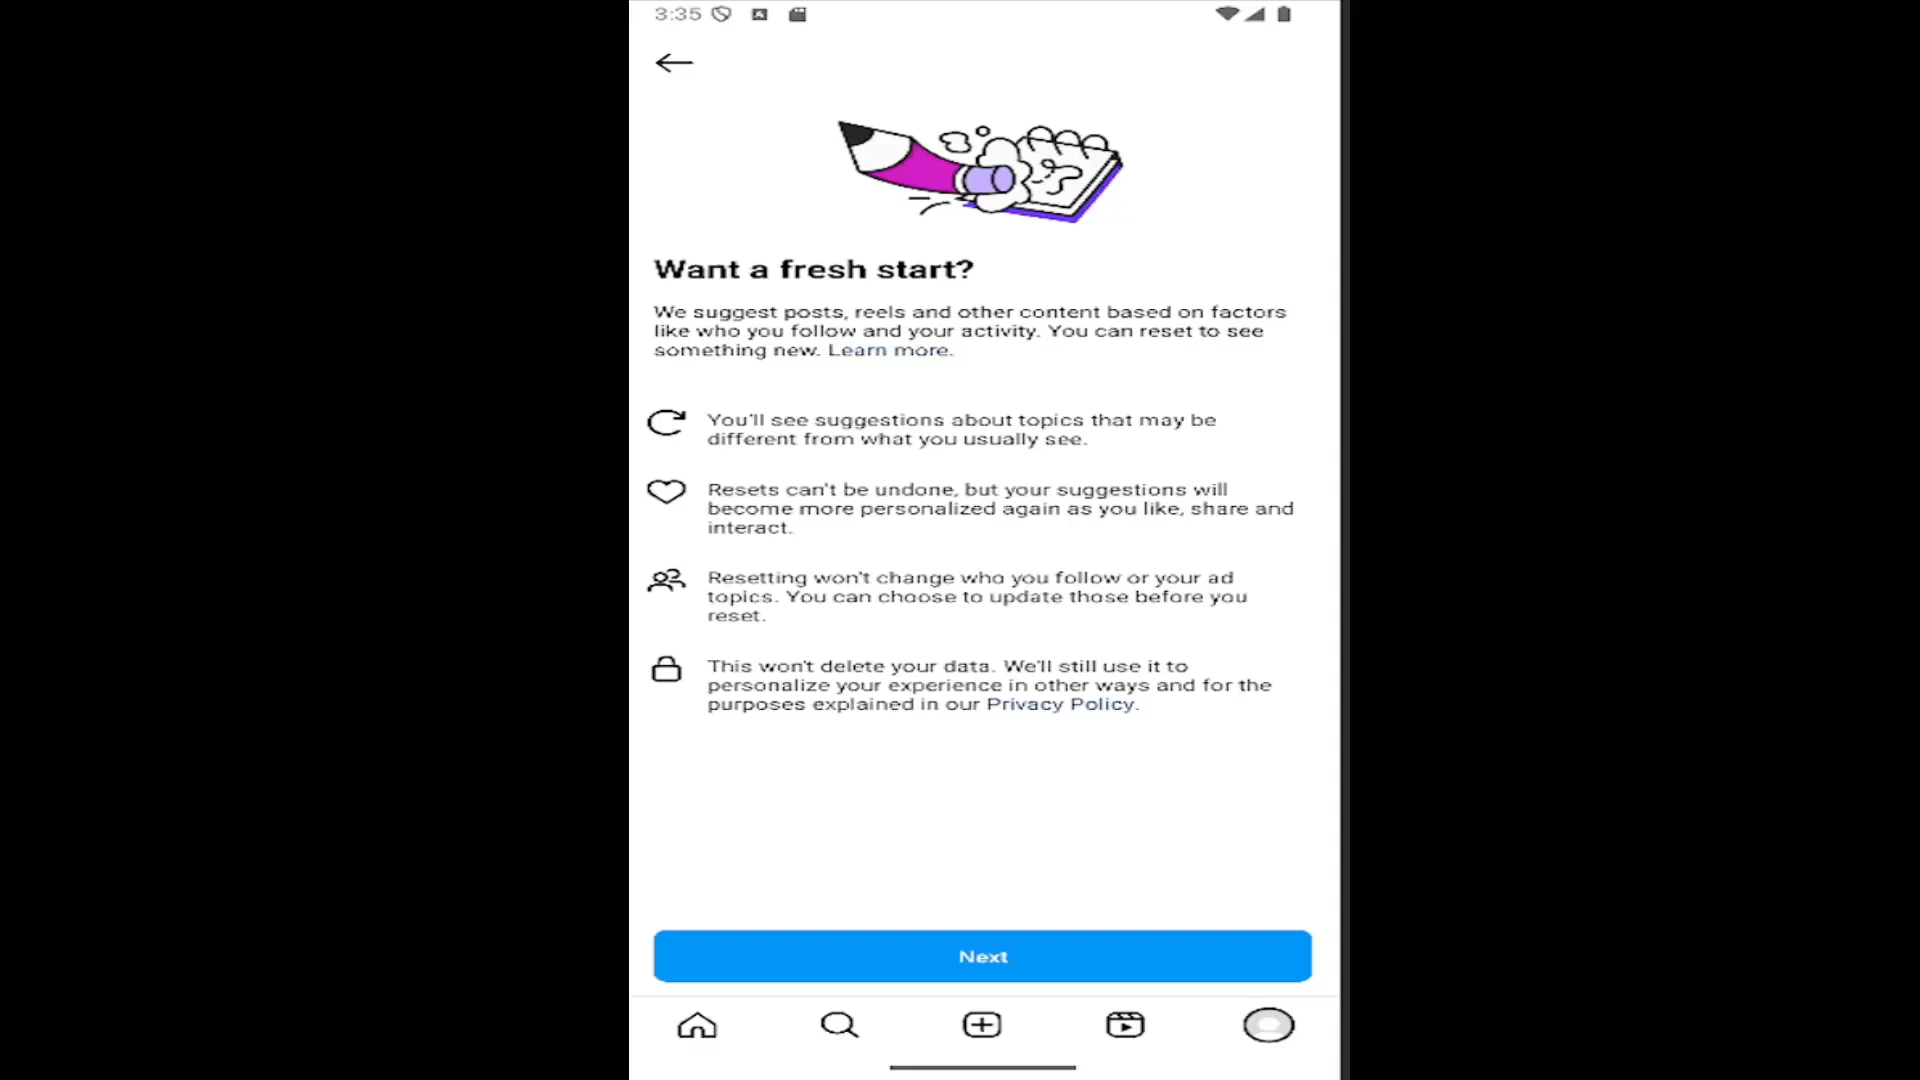 3:35
Want a fresh start?
We suggest posts, reels and other content based on factors
like who you follow and your activity. You can reset to see
something new. Learn more.
You'll see suggestions about topics that may be
different from what you usually see.
Resets can't be undone, but your suggestions will
become more personalized again as you like, share and
interact.
Resetting won't change who you follow or your ad
topics. You can choose to update those before you
reset.
This won't delete your data. We'll still use it to
personalize your experience in other ways and for the
purposes explained in our Privacy Policy.
Next